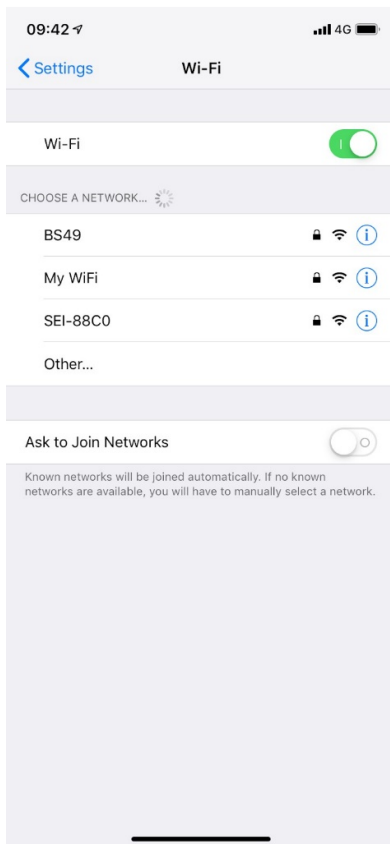 09:42 4G
Settings Wi-Fi
Wi-Fi
CHOOSE A NETWORK...
BS49
My WiFi
SEI-88C0
Other...
Ask to Join Networks
Known networks will be joined automatically. If no known
networks are available, you will have to manually select a network.